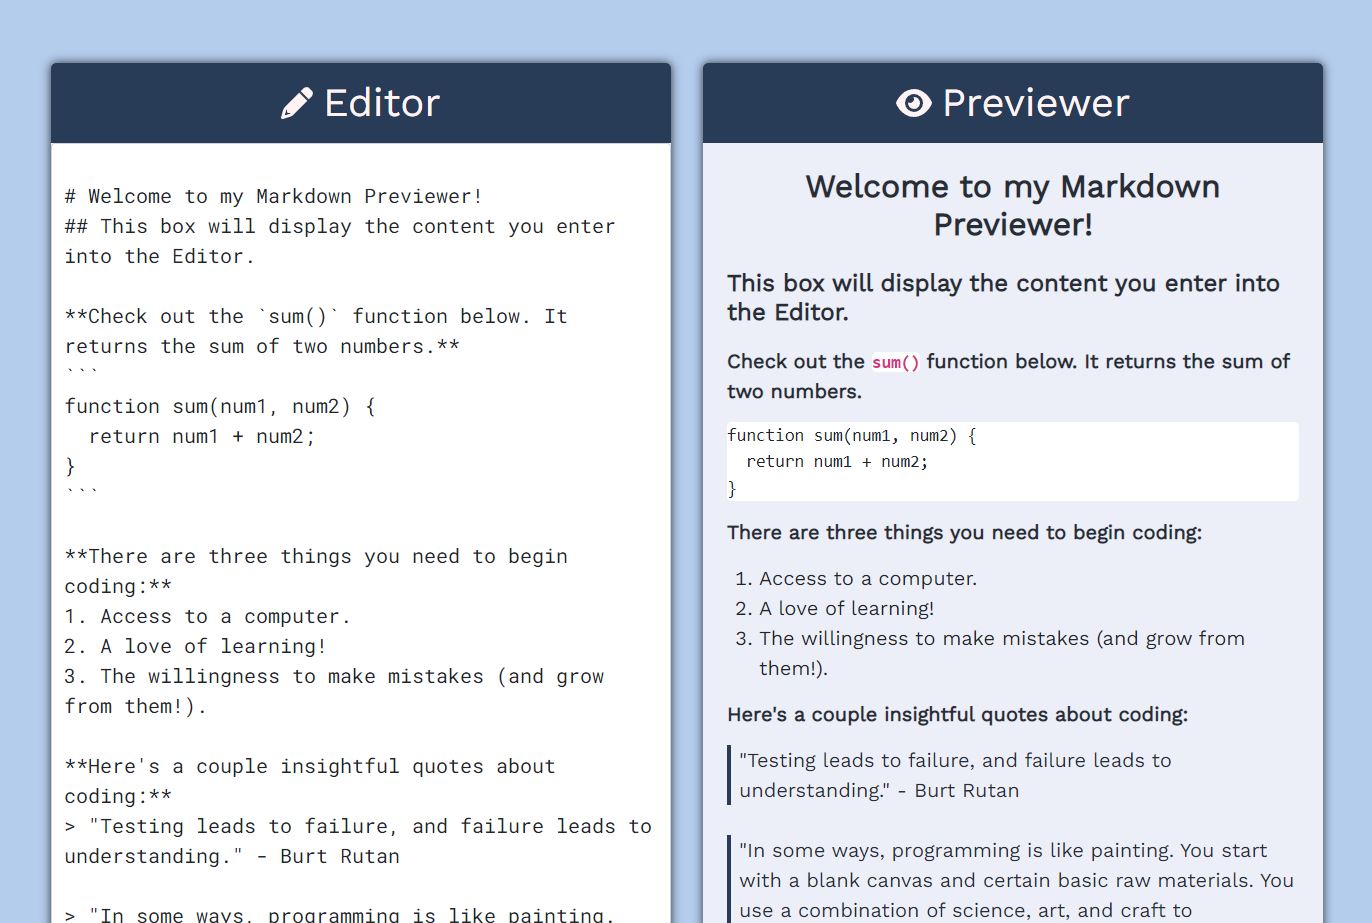 Editor
# Welcome to my Markdown Previewer!
## This box will display the content you enter
into the Editor.
**Check out the `sum()` function below. It
returns the sum of two numbers.**
```
function sum(num1, num2) {
  return num1 + num2;
}
```
**There are three things you need to begin
coding:**
1. Access to a computer.
2. A love of learning!
3. The willingness to make mistakes (and grow
from them!).
**Here's a couple insightful quotes about
coding:**
> "Testing leads to failure, and failure leads to
understanding." - Burt Rutan
> "In some ways, programming is like painting.
Previewer
Welcome to my Markdown
Previewer!
This box will display the content you enter into
the Editor.
Check out the sum() function below. It returns the sum of
two numbers.
function sum(num1, num2) {
  return num1 + num2;
}
There are three things you need to begin coding:
1. Access to a computer.
2. A love of learning!
3. The willingness to make mistakes (and grow from
them!).
Here's a couple insightful quotes about coding:
"Testing leads to failure, and failure leads to
understanding." - Burt Rutan
"In some ways, programming is like painting. You start
with a blank canvas and certain basic raw materials. You
use a combination of science, art, and craft to